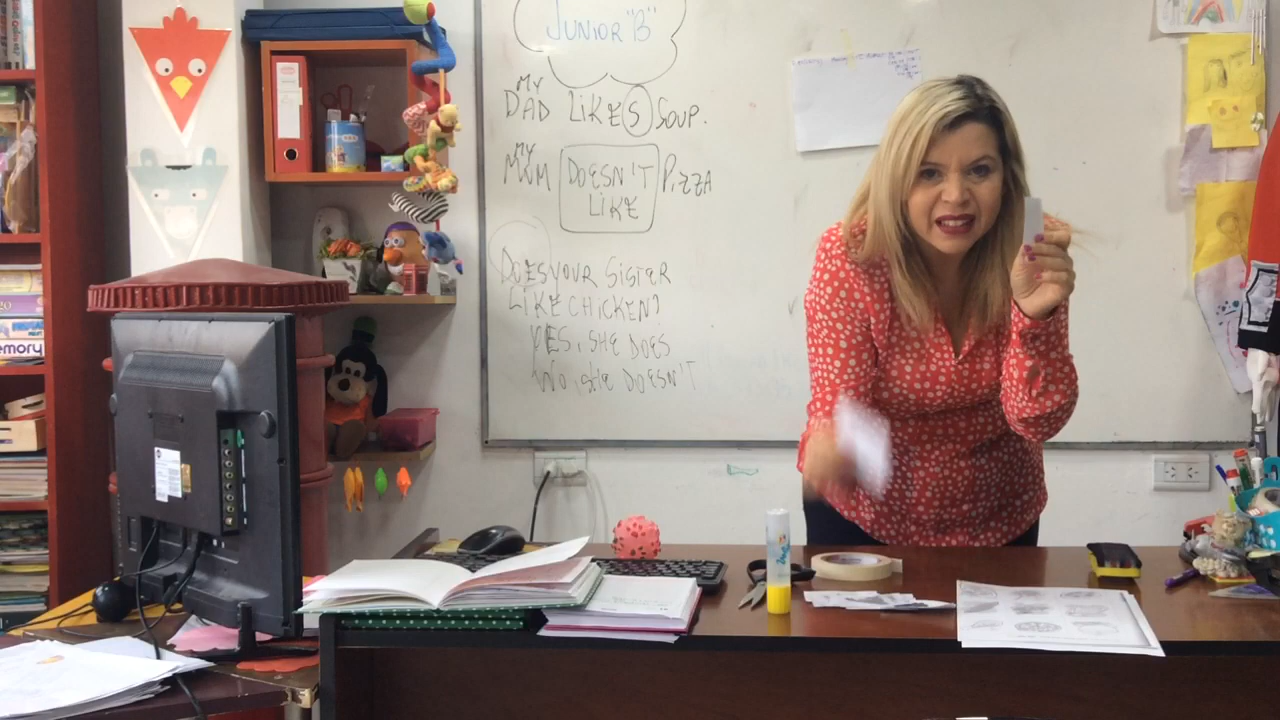 JUNIOR "B"
MY
DAD LIKES SOUP.
MY
MUM DOESN'T PIZZA
LIKE
DOES YOUR SISTER
LIKE CHICKEN?
YES, SHE DOES
NO, SHE DOESN'T
emory